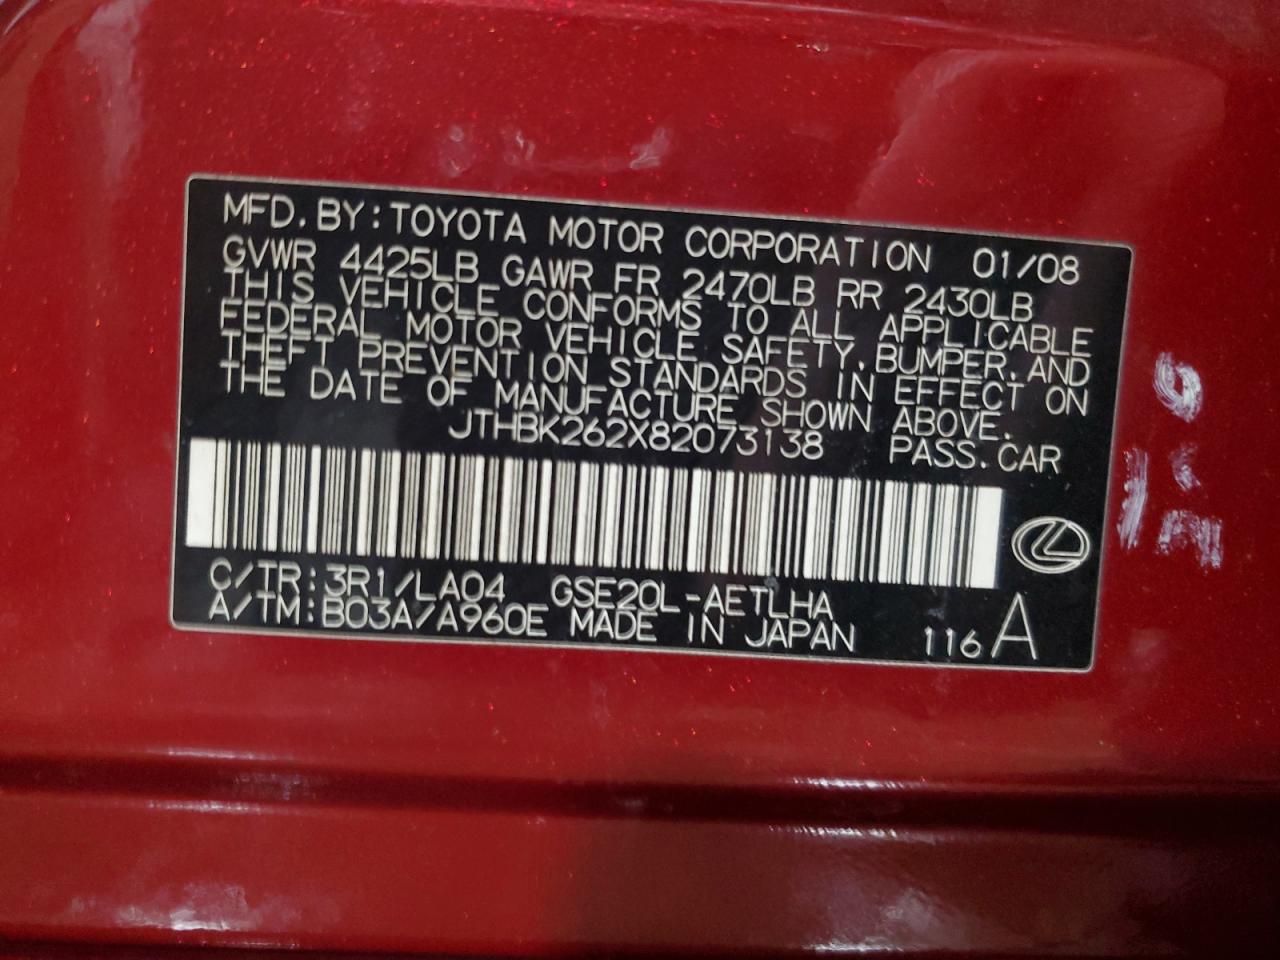 MFD. BY: TOYOTA MOTOR CORPORATION 01/08
GVWR 4425LB GAWR FR 2470LB RR 2430LB
THIS VEHICLE CONFORMS TO ALL APPLICABLE
FEDERAL MOTOR VEHICLE SAFETY, BUMPER, AND
THEFT PREVENTION STANDARDS IN EFFECT ON
THE DATE OF MANUFACTURE SHOWN ABOVE.
JTHBK262X82073138 PASS. CAR
C/TR: 3R1/LA04 GSE20L-AETLHA
A/TM: B03A/A960E MADE IN JAPAN 116 A